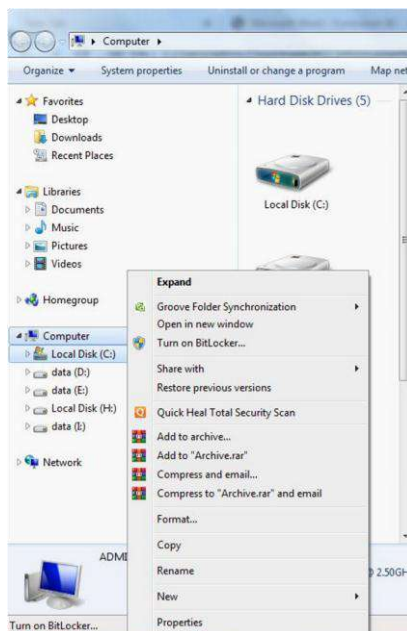 Computer
Organize
System properties
Uninstall or change a program
Map net
Favorites
Desktop
Downloads
Recent Places
Libraries
Documents
Music
Pictures
Videos
Homegroup
Computer
Local Disk (C:)
data (D:)
data (E:)
Local Disk (H:)
data (I:)
Network
Hard Disk Drives (5)
Local Disk (C:)
Expand
Groove Folder Synchronization
Open in new window
Turn on BitLocker...
Share with
Restore previous versions
Quick Heal Total Security Scan
Add to archive...
Add to "Archive.rar"
Compress and email...
Compress to "Archive.rar" and email
Format...
Copy
Rename
New
Properties
ADMI
2.50GH
Turn on BitLocker...